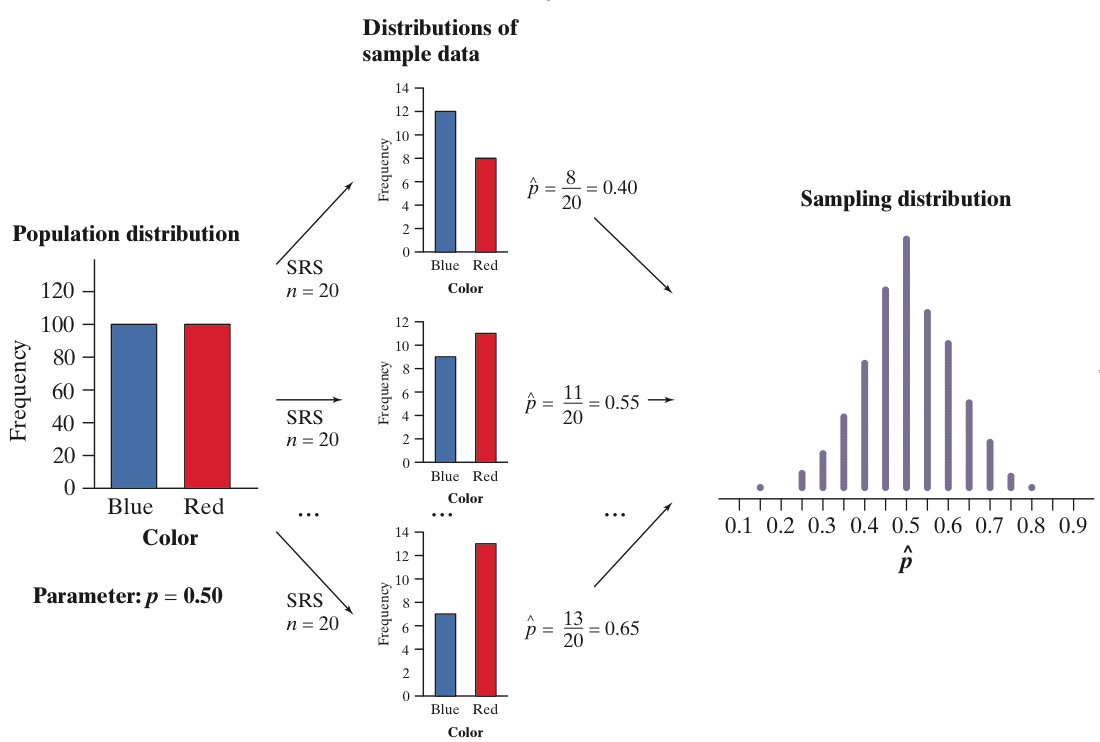 Distributions of
sample data
14
12
10
8
6
4
2
0
Frequency
Blue Red
Color
p̂ = 8/20 = 0.40
Sampling distribution
Population distribution
120
100
80
60
40
20
0
Frequency
Blue Red
Color
Parameter: p = 0.50
SRS
n = 20
12
10
8
6
4
2
0
Frequency
Blue Red
Color
SRS
n = 20
p̂ = 11/20 = 0.55
... ... ...
14
12
10
8
6
4
2
0
Frequency
Blue Red
Color
SRS
n = 20
p̂ = 13/20 = 0.65
0.1 0.2 0.3 0.4 0.5 0.6 0.7 0.8 0.9
p̂